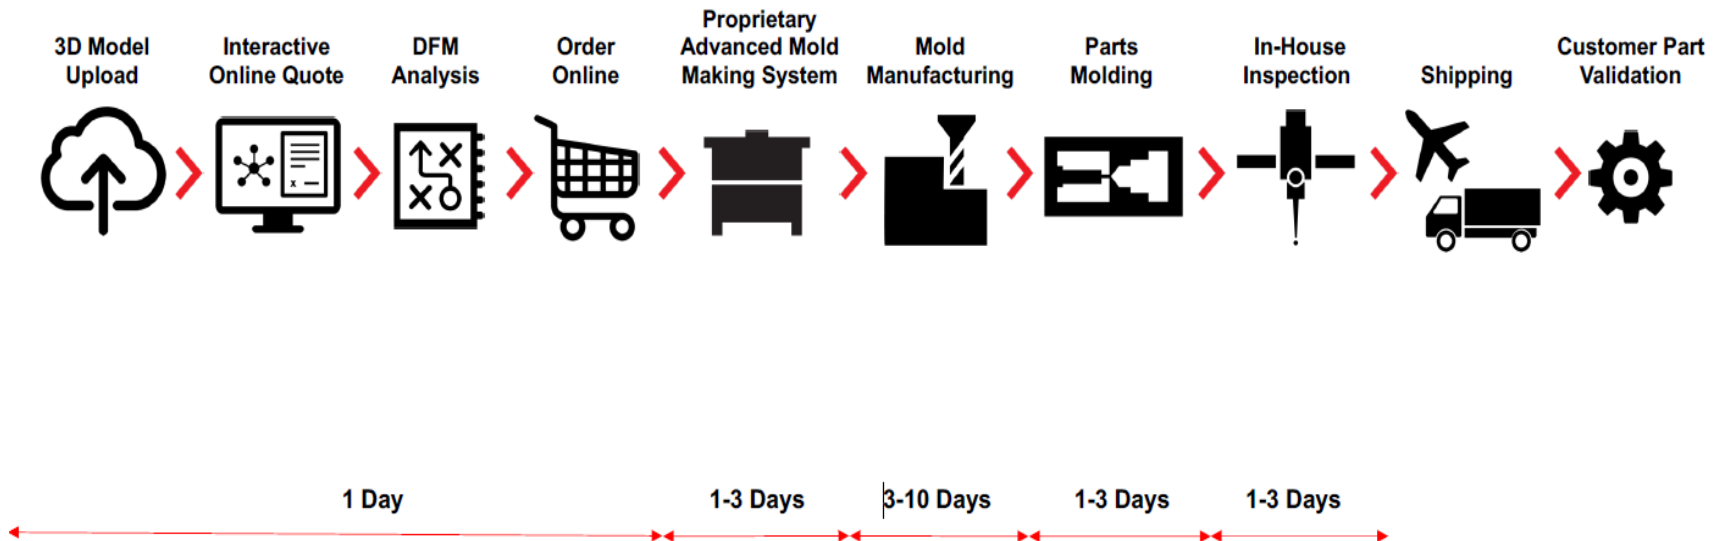 3D Model
Upload
Interactive
Online Quote
DFM
Analysis
Order
Online
Proprietary
Advanced Mold
Making System
Mold
Manufacturing
Parts
Molding
In-House
Inspection
Shipping
Customer Part
Validation
1 Day
1-3 Days
3-10 Days
1-3 Days
1-3 Days